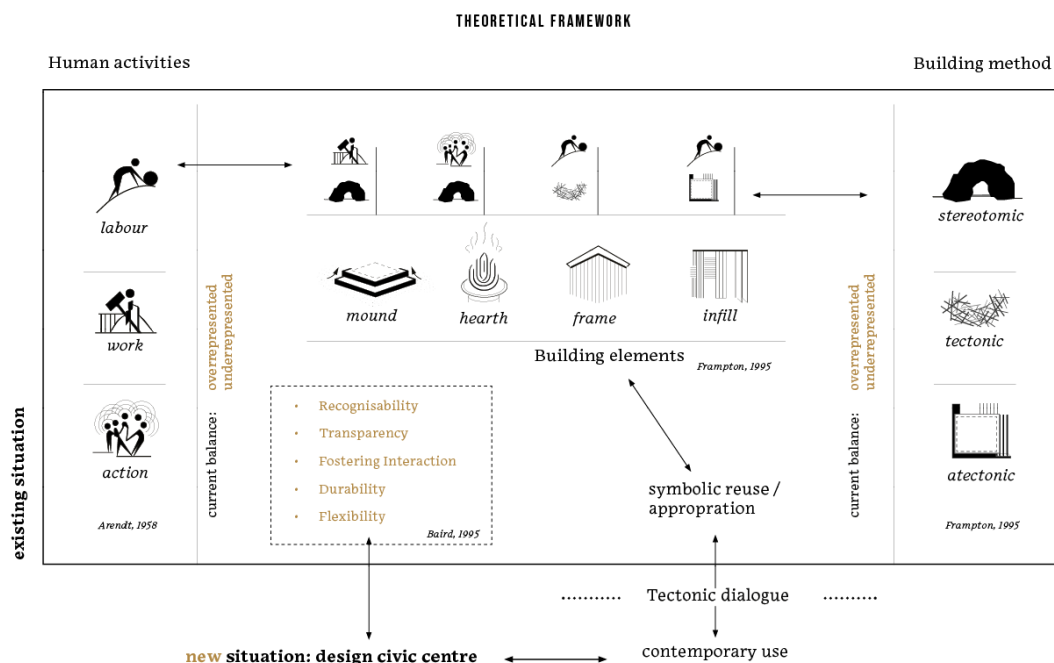 THEORETICAL FRAMEWORK
Human activities
Building method
labour
work
action
Arendt, 1958
existing situation
current balance:
overrepresented
underrepresented
mound
hearth
frame
infill
Building elements
Frampton, 1995
• Recognisability
• Transparency
• Fostering Interaction
• Durability
• Flexibility
Baird, 1995
symbolic reuse /
appropration
current balance:
overrepresented
underrepresented
stereotomic
tectonic
atectonic
Frampton, 1995
Tectonic dialogue
new situation: design civic centre
contemporary use